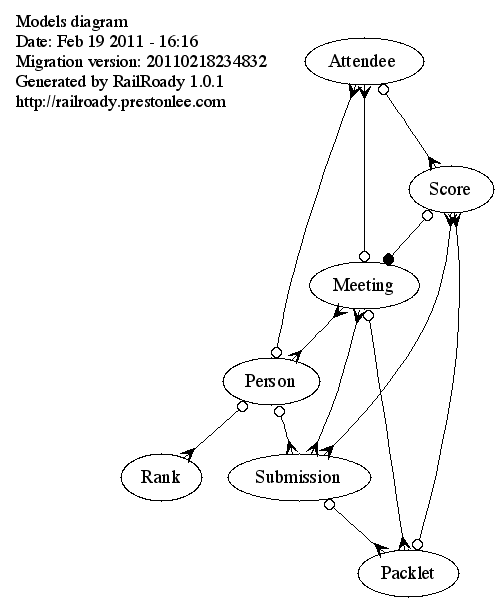 Models diagram
Date: Feb 19 2011 - 16:16
Migration version: 20110218234832
Generated by RailRoady 1.0.1
http://railroady.prestonlee.com
Attendee
Score
Meeting
Person
Rank
Submission
Packlet